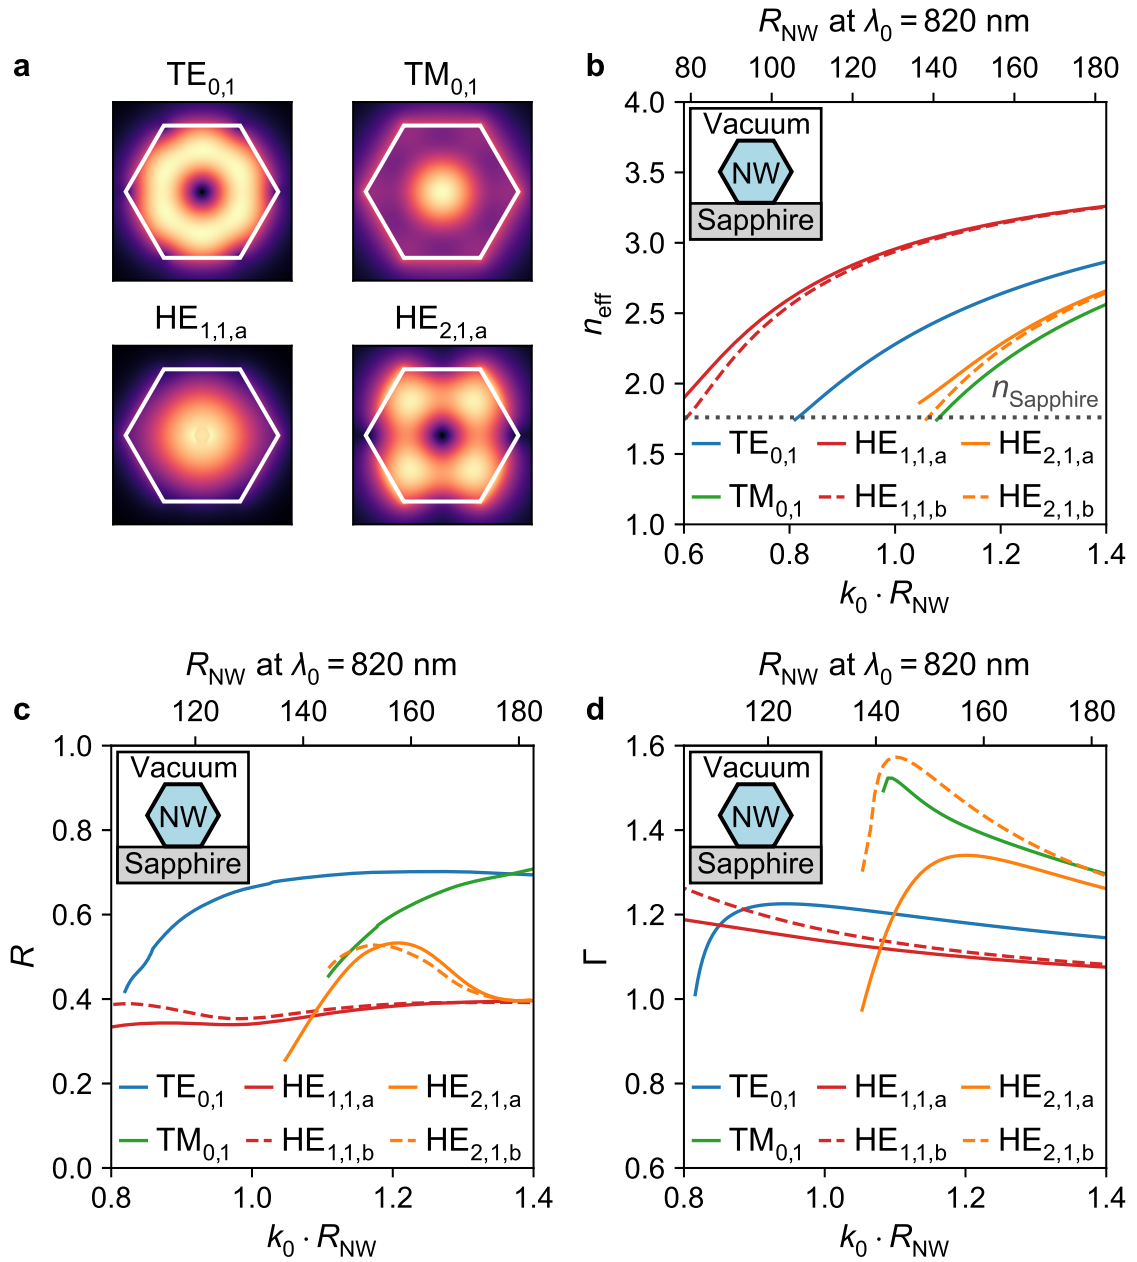 a
TE0,1
TM0,1
HE1,1,a
HE2,1,a
b
RNW at λ0 = 820 nm
80 100 120 140 160 180
4.0
3.5
3.0
2.5
2.0
1.5
1.0
neff
Vacuum
NW
Sapphire
nSapphire
TE0,1 HE1,1,a HE2,1,a
TM0,1 HE1,1,b HE2,1,b
0.6 0.8 1.0 1.2 1.4
k0 · RNW
c
RNW at λ0 = 820 nm
120 140 160 180
1.0
0.8
0.6
0.4
0.2
0.0
R
Vacuum
NW
Sapphire
TE0,1 HE1,1,a HE2,1,a
TM0,1 HE1,1,b HE2,1,b
0.8 1.0 1.2 1.4
k0 · RNW
d
RNW at λ0 = 820 nm
120 140 160 180
1.6
1.4
1.2
1.0
0.8
0.6
Γ
Vacuum
NW
Sapphire
TE0,1 HE1,1,a HE2,1,a
TM0,1 HE1,1,b HE2,1,b
0.8 1.0 1.2 1.4
k0 · RNW